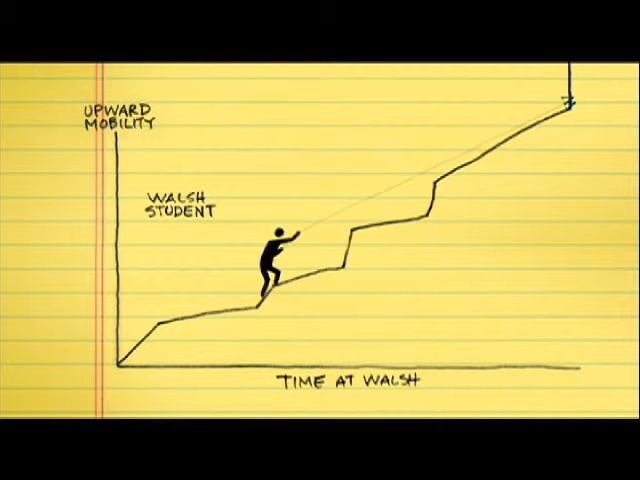 UPWARD
MOBILITY
WALSH
STUDENT
TIME AT WALSH